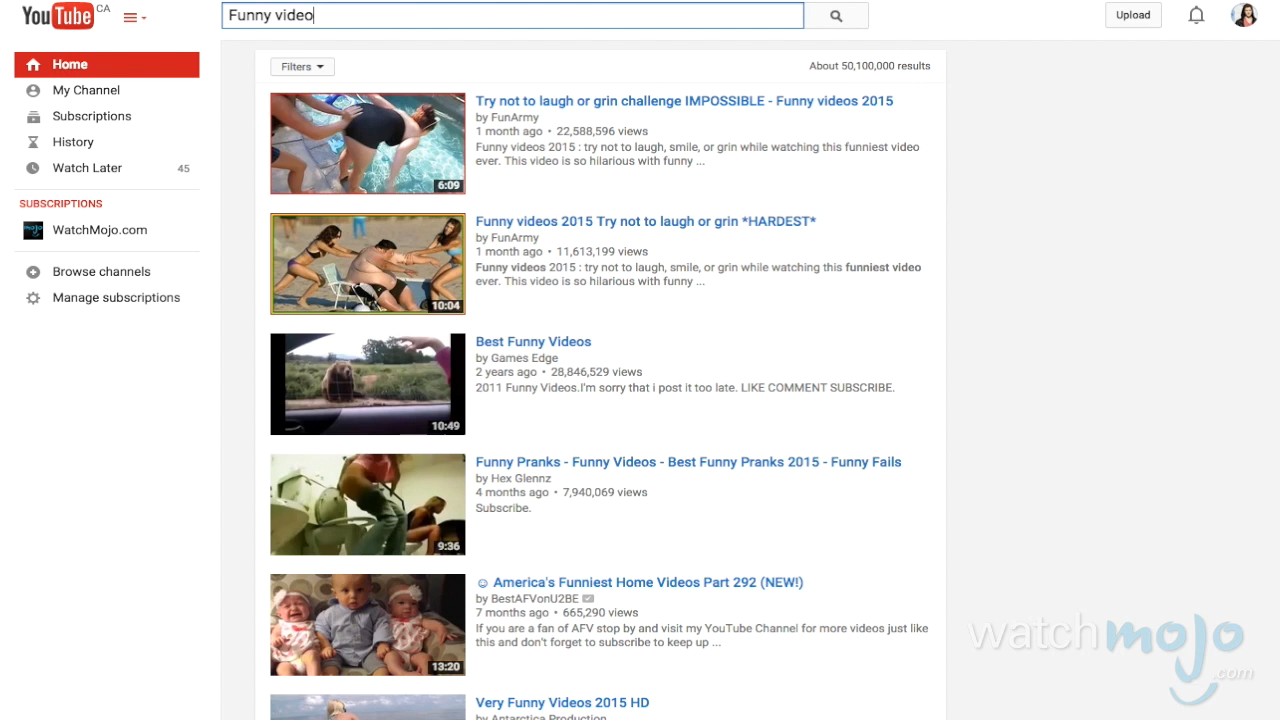 YouTube CA
Funny video
Upload
Home
My Channel
Subscriptions
History
Watch Later 45
SUBSCRIPTIONS
mojo WatchMojo.com
Browse channels
Manage subscriptions
Filters
About 50,100,000 results
6:09
Try not to laugh or grin challenge IMPOSSIBLE - Funny videos 2015
by FunArmy
1 month ago • 22,588,596 views
Funny videos 2015 : try not to laugh, smile, or grin while watching this funniest video
ever. This video is so hilarious with funny ...
10:04
Funny videos 2015 Try not to laugh or grin *HARDEST*
by FunArmy
1 month ago • 11,613,199 views
Funny videos 2015 : try not to laugh, smile, or grin while watching this funniest video
ever. This video is so hilarious with funny ...
10:49
Best Funny Videos
by Games Edge
2 years ago • 28,846,529 views
2011 Funny Videos.I'm sorry that i post it too late. LIKE COMMENT SUBSCRIBE.
9:36
Funny Pranks - Funny Videos - Best Funny Pranks 2015 - Funny Fails
by Hex Glennz
4 months ago • 7,940,069 views
Subscribe.
13:20
☺ America's Funniest Home Videos Part 292 (NEW!)
by BestAFVonU2BE
7 months ago • 665,290 views
If you are a fan of AFV stop by and visit my YouTube Channel for more videos just like
this and don't forget to subscribe to keep up ...
Very Funny Videos 2015 HD
by Antarctica Production
watchmojo
.com